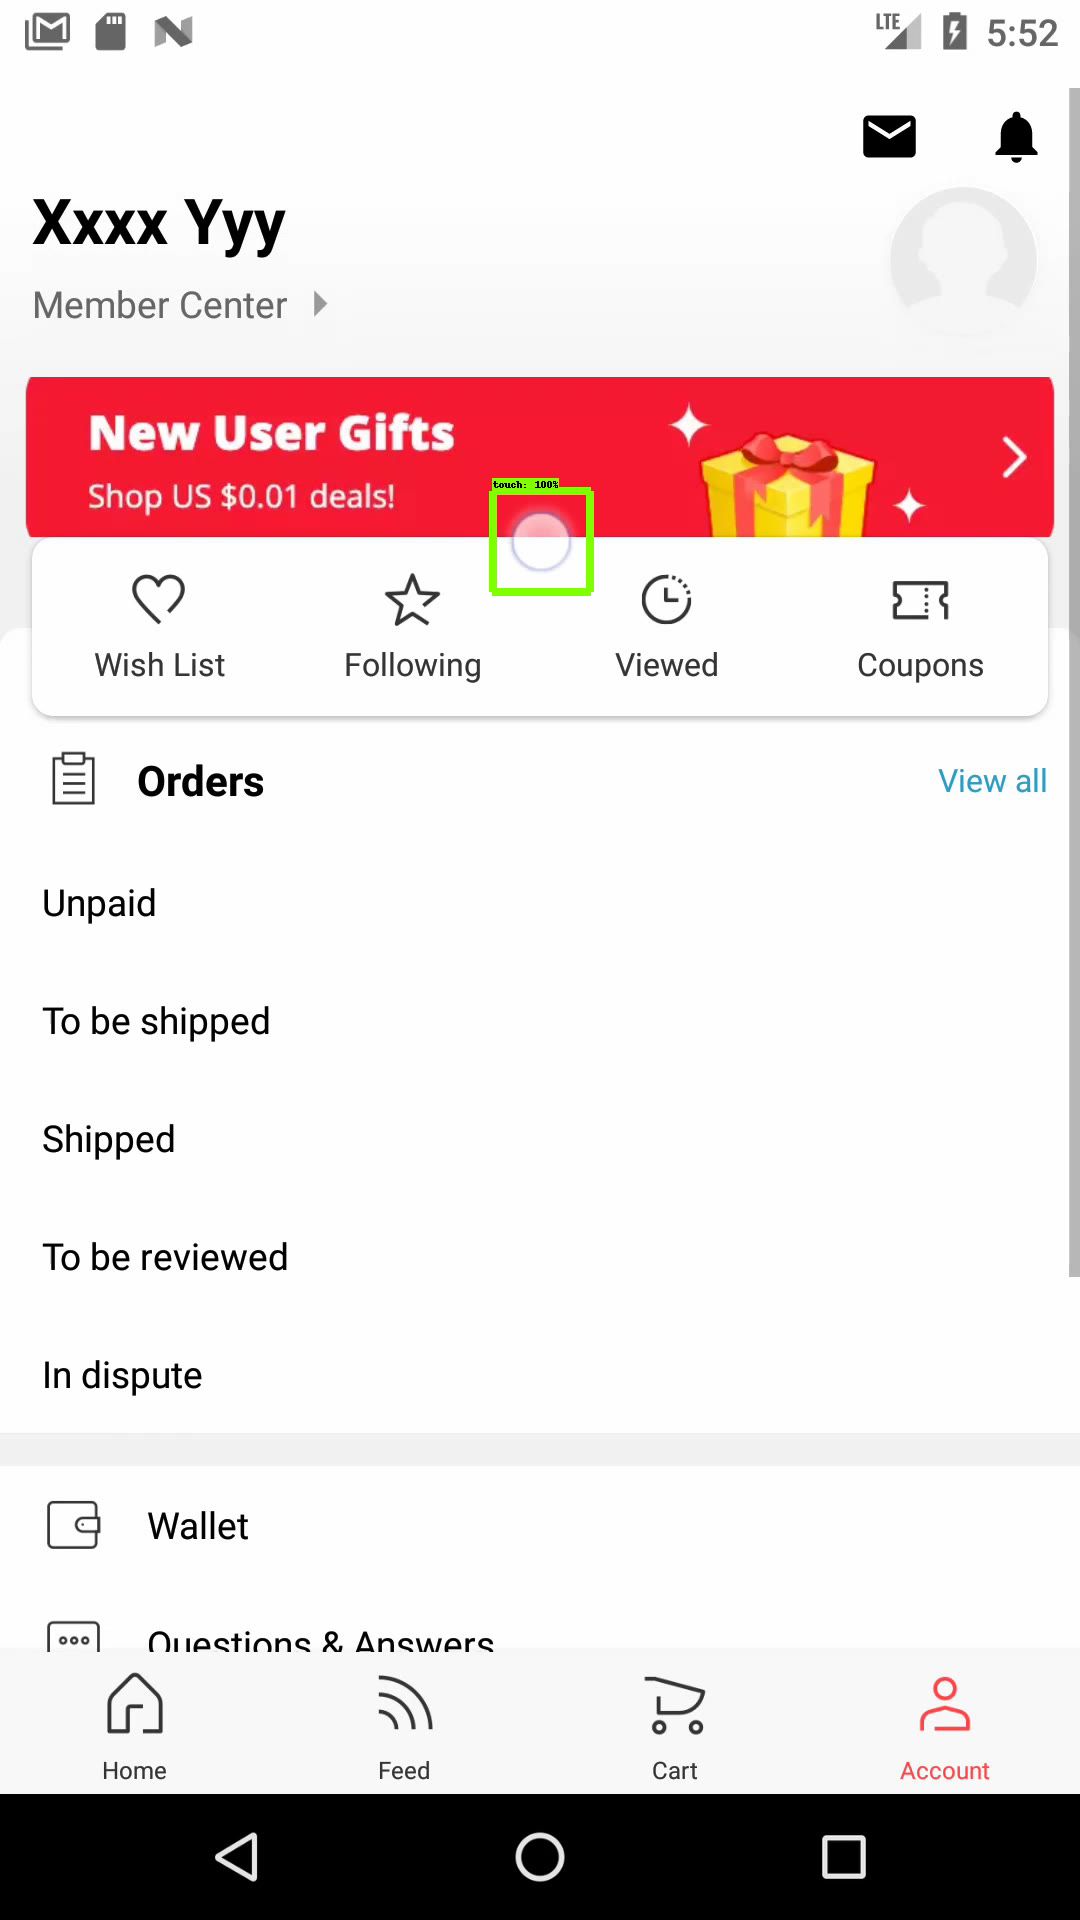 LTE 5:52
Xxxx Yyy
Member Center
New User Gifts
Shop US $0.01 deals!
touch: 100%
Wish List Following Viewed Coupons
Orders View all
Unpaid
To be shipped
Shipped
To be reviewed
In dispute
Wallet
Questions & Answers
Home Feed Cart Account